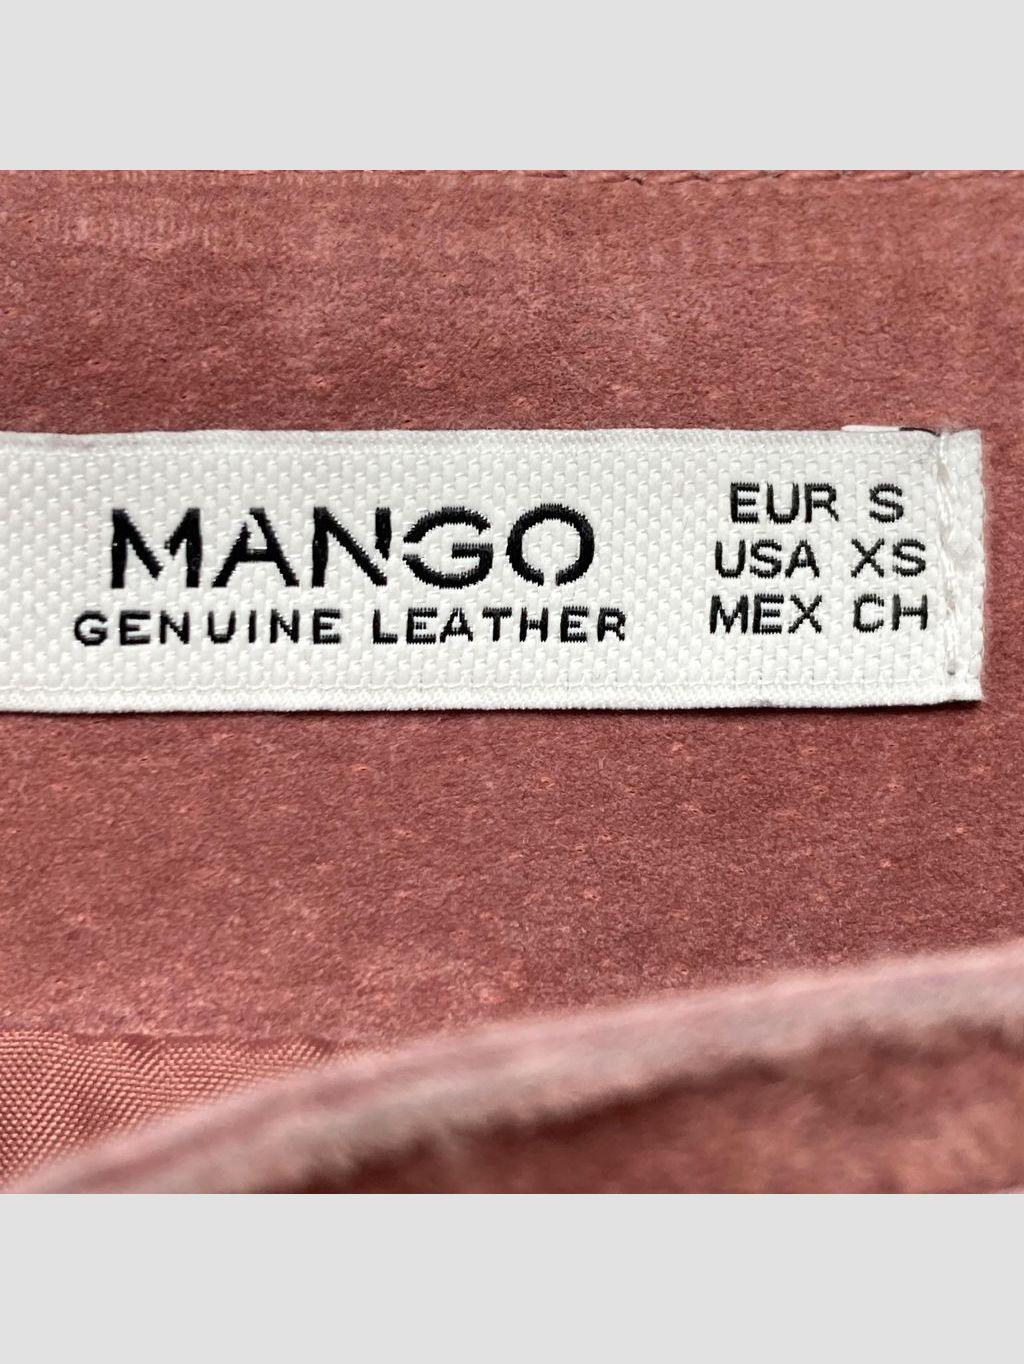 MANGO
GENUINE LEATHER
EUR S
USA XS
MEX CH